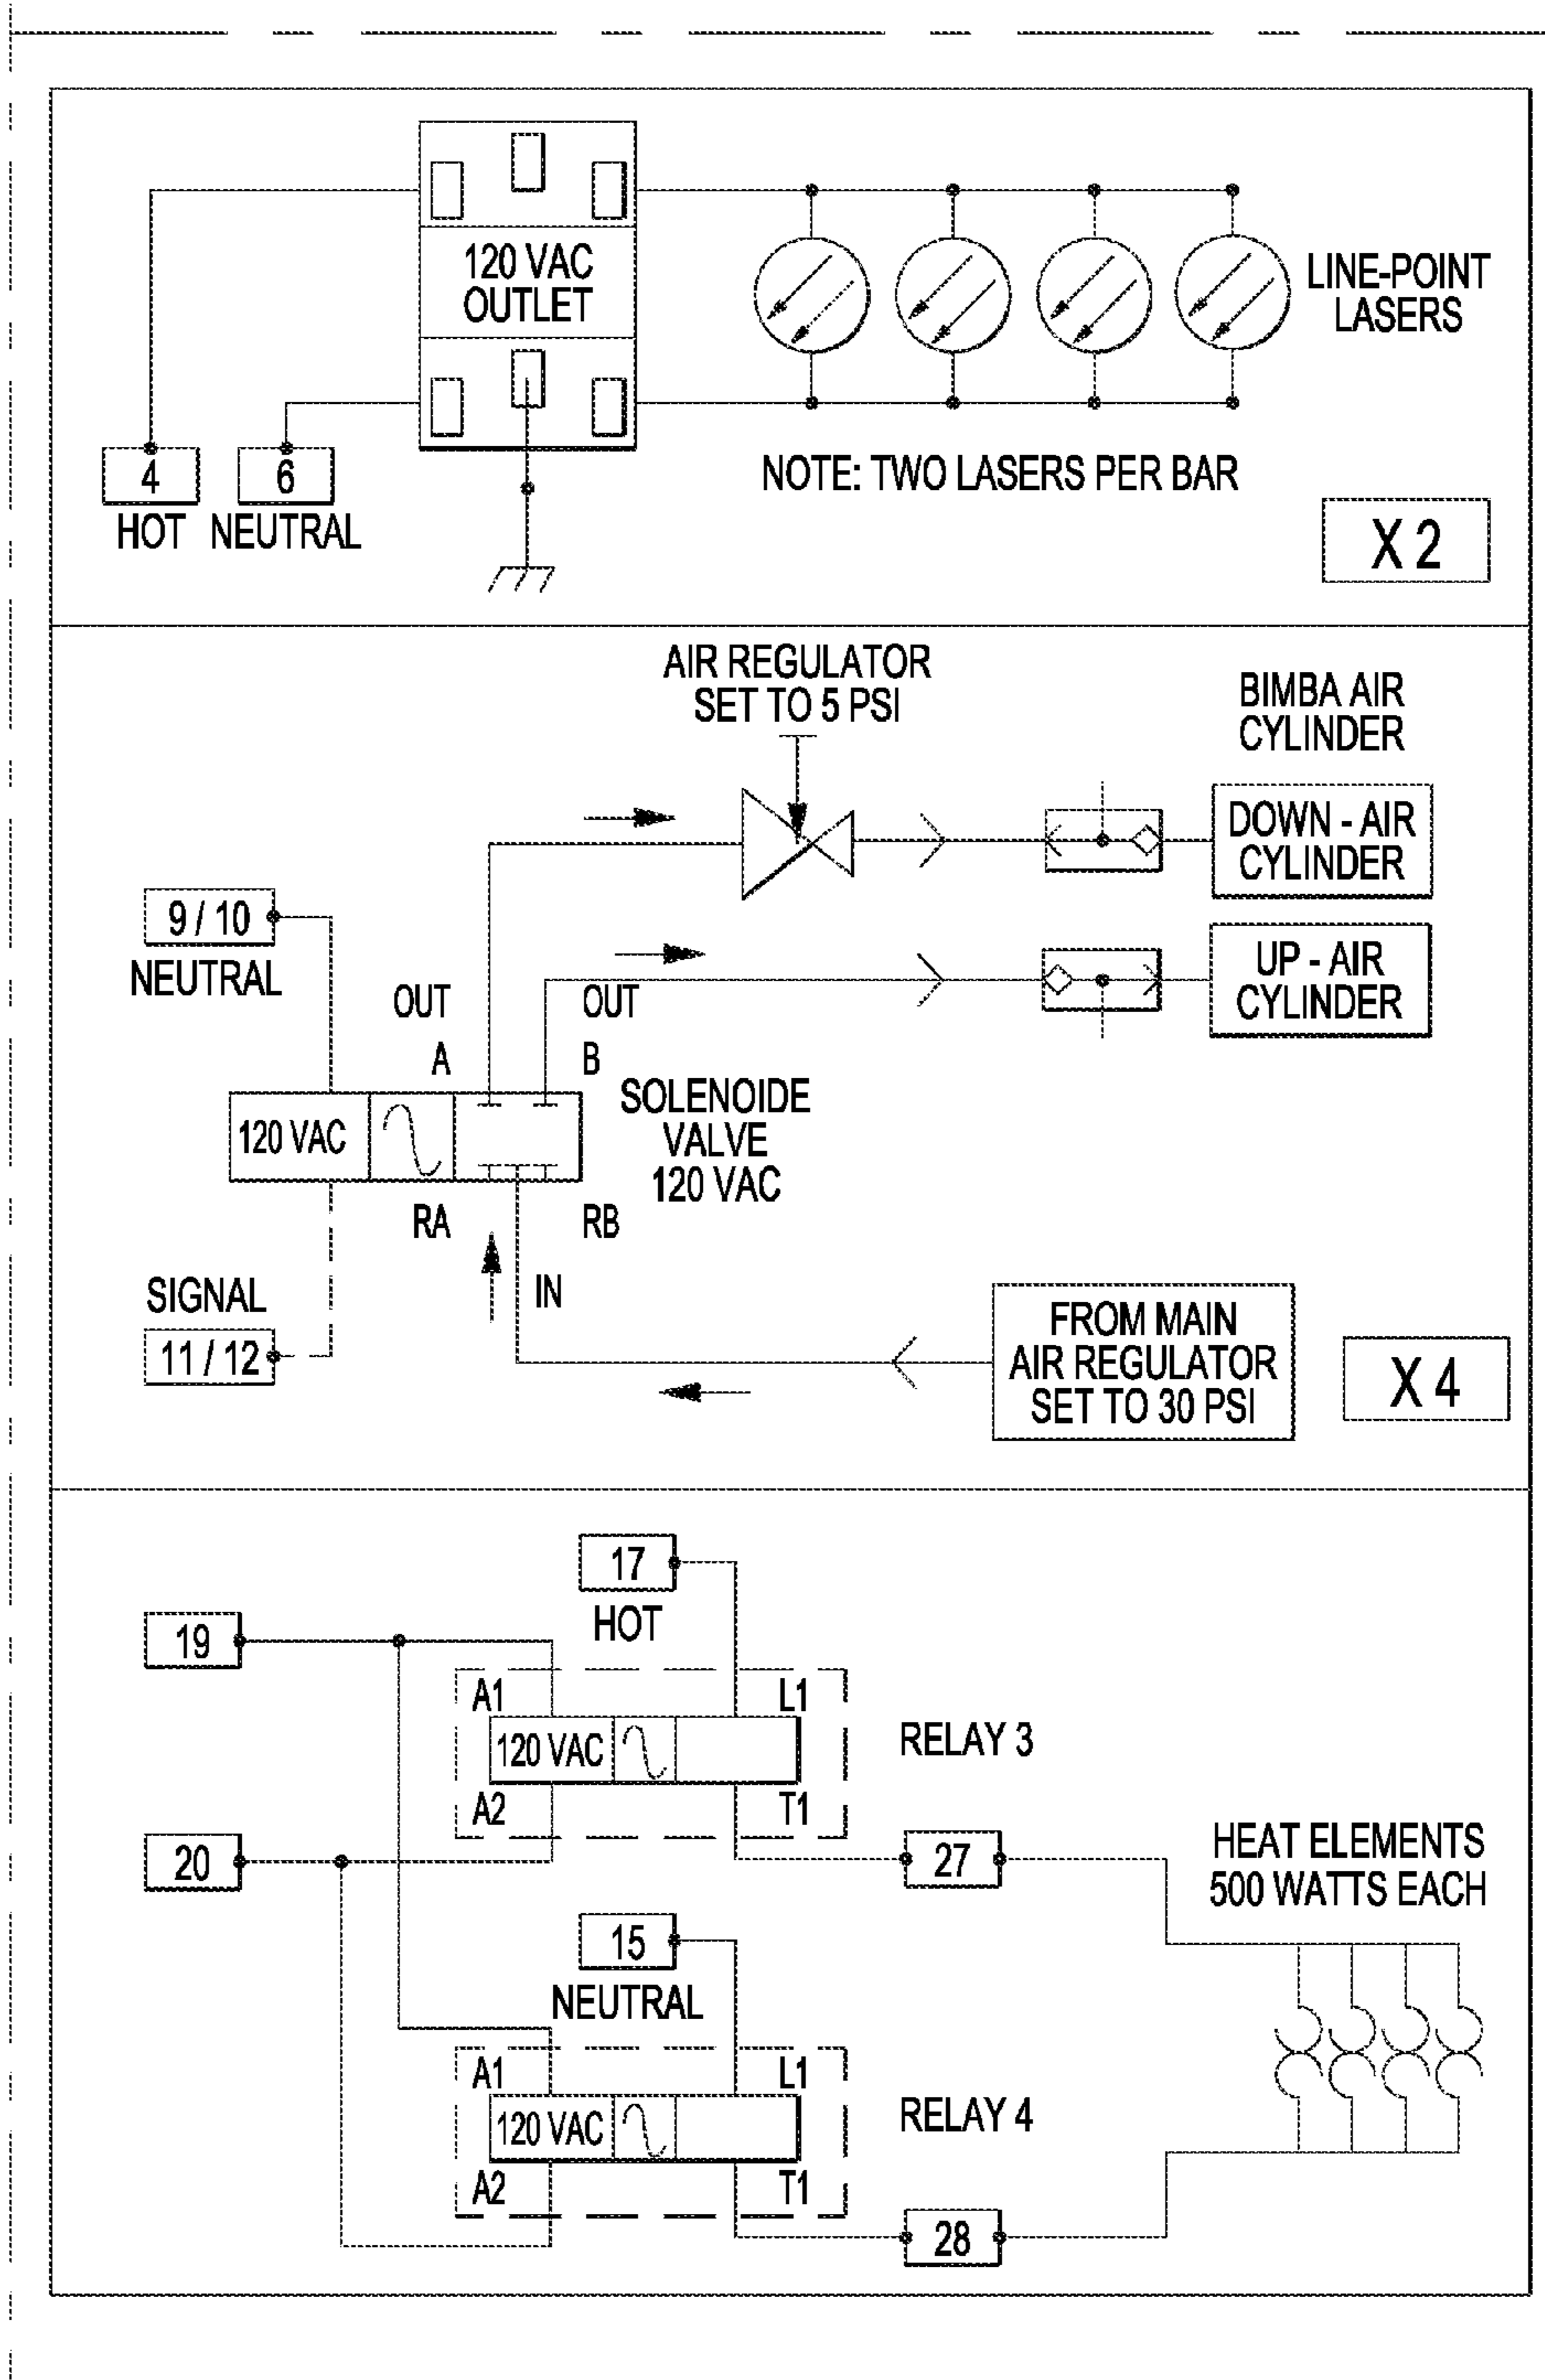 120 VAC
OUTLET
LINE-POINT
LASERS
4
6
HOT
NEUTRAL
NOTE: TWO LASERS PER BAR
X 2
AIR REGULATOR
SET TO 5 PSI
BIMBA AIR
CYLINDER
DOWN - AIR
CYLINDER
9 / 10
NEUTRAL
UP - AIR
CYLINDER
OUT
OUT
A
B
120 VAC
SOLENOIDE
VALVE
120 VAC
RA
RB
IN
SIGNAL
11 / 12
FROM MAIN
AIR REGULATOR
SET TO 30 PSI
X 4
17
HOT
19
A1
L1
120 VAC
RELAY 3
A2
T1
20
27
HEAT ELEMENTS
500 WATTS EACH
15
NEUTRAL
A1
L1
120 VAC
RELAY 4
A2
T1
28